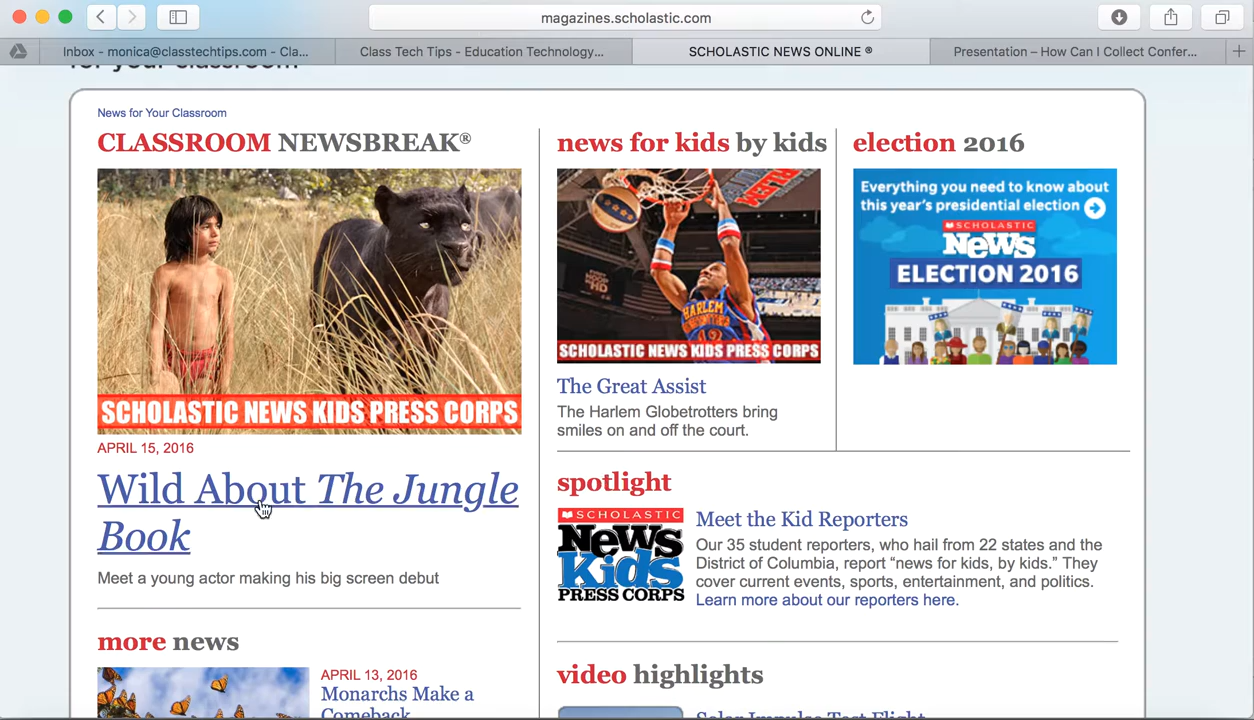 magazines.scholastic.com
Inbox - monica@classtechtips.com - Cla...
Class Tech Tips - Education Technology...
SCHOLASTIC NEWS ONLINE ®
Presentation – How Can I Collect Confer...
for your classroom
News for Your Classroom
CLASSROOM NEWSBREAK®
SCHOLASTIC NEWS KIDS PRESS CORPS
APRIL 15, 2016
Wild About The Jungle
Book
Meet a young actor making his big screen debut
more news
APRIL 13, 2016
Monarchs Make a
Comeback
news for kids by kids
HARLEM
SCHOLASTIC NEWS KIDS PRESS CORPS
The Great Assist
The Harlem Globetrotters bring
smiles on and off the court.
election 2016
Everything you need to know about
this year's presidential election
SCHOLASTIC
NEWS
ELECTION 2016
spotlight
SCHOLASTIC
NEWS
Kids
PRESS CORPS
Meet the Kid Reporters
Our 35 student reporters, who hail from 22 states and the
District of Columbia, report “news for kids, by kids.” They
cover current events, sports, entertainment, and politics.
Learn more about our reporters here.
video highlights
Solar Impulse Test Flight